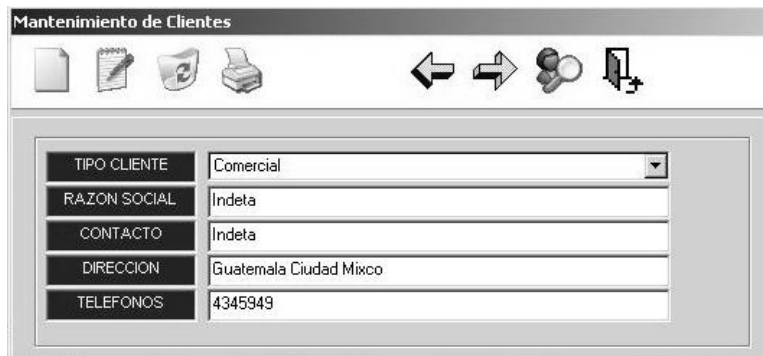 Mantenimiento de Clientes
TIPO CLIENTE Comercial
RAZON SOCIAL Indeta
CONTACTO Indeta
DIRECCION Guatemala Ciudad Mixco
TELEFONOS 4345949